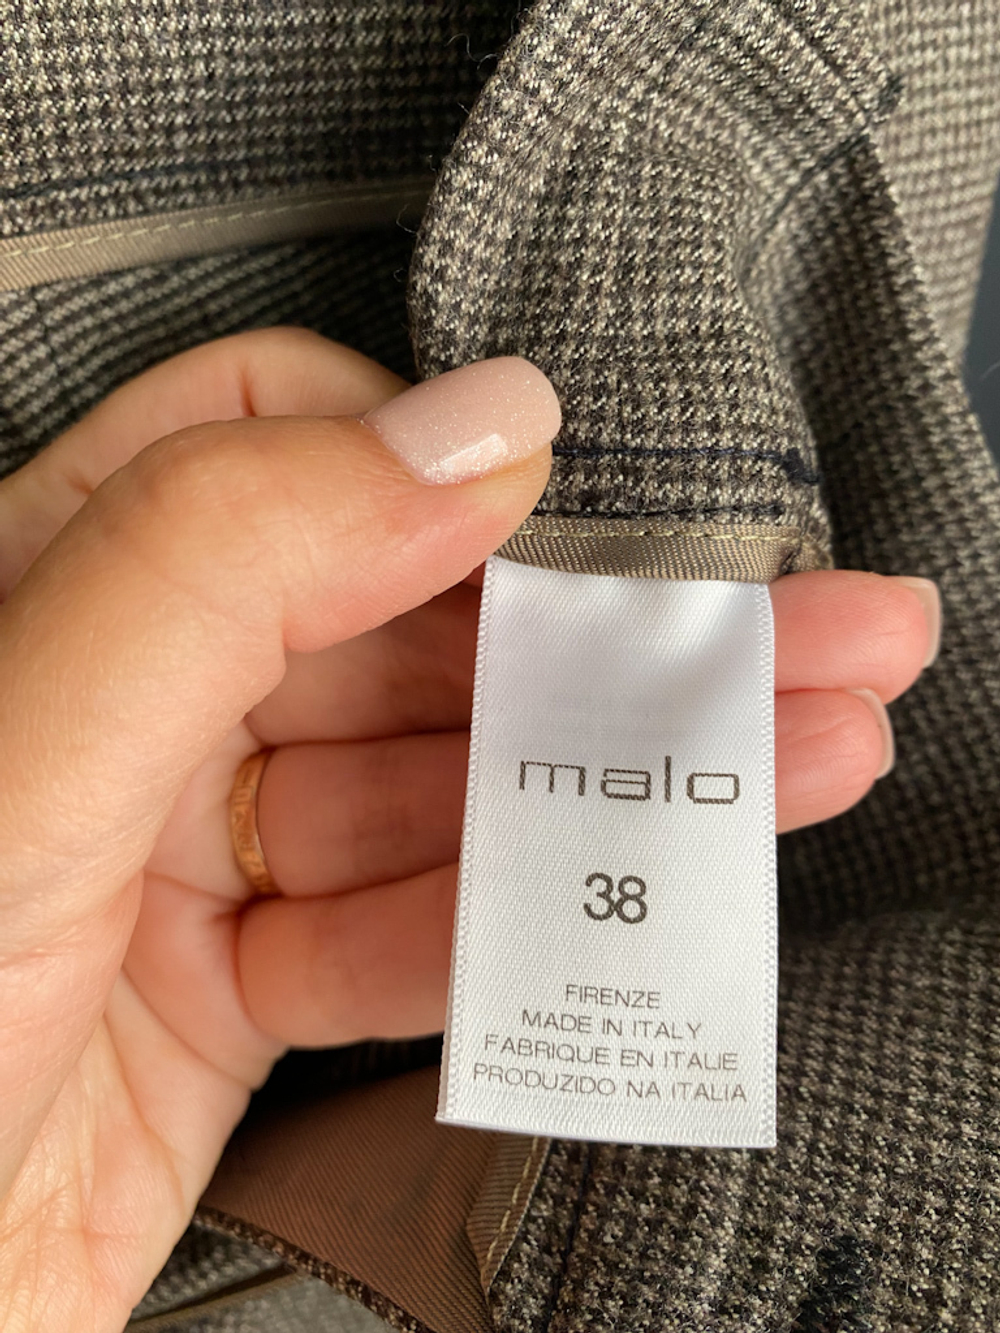 malo
38
FIRENZE
MADE IN ITALY
FABRIQUE EN ITALIE
PRODUZIDO NA ITALIA